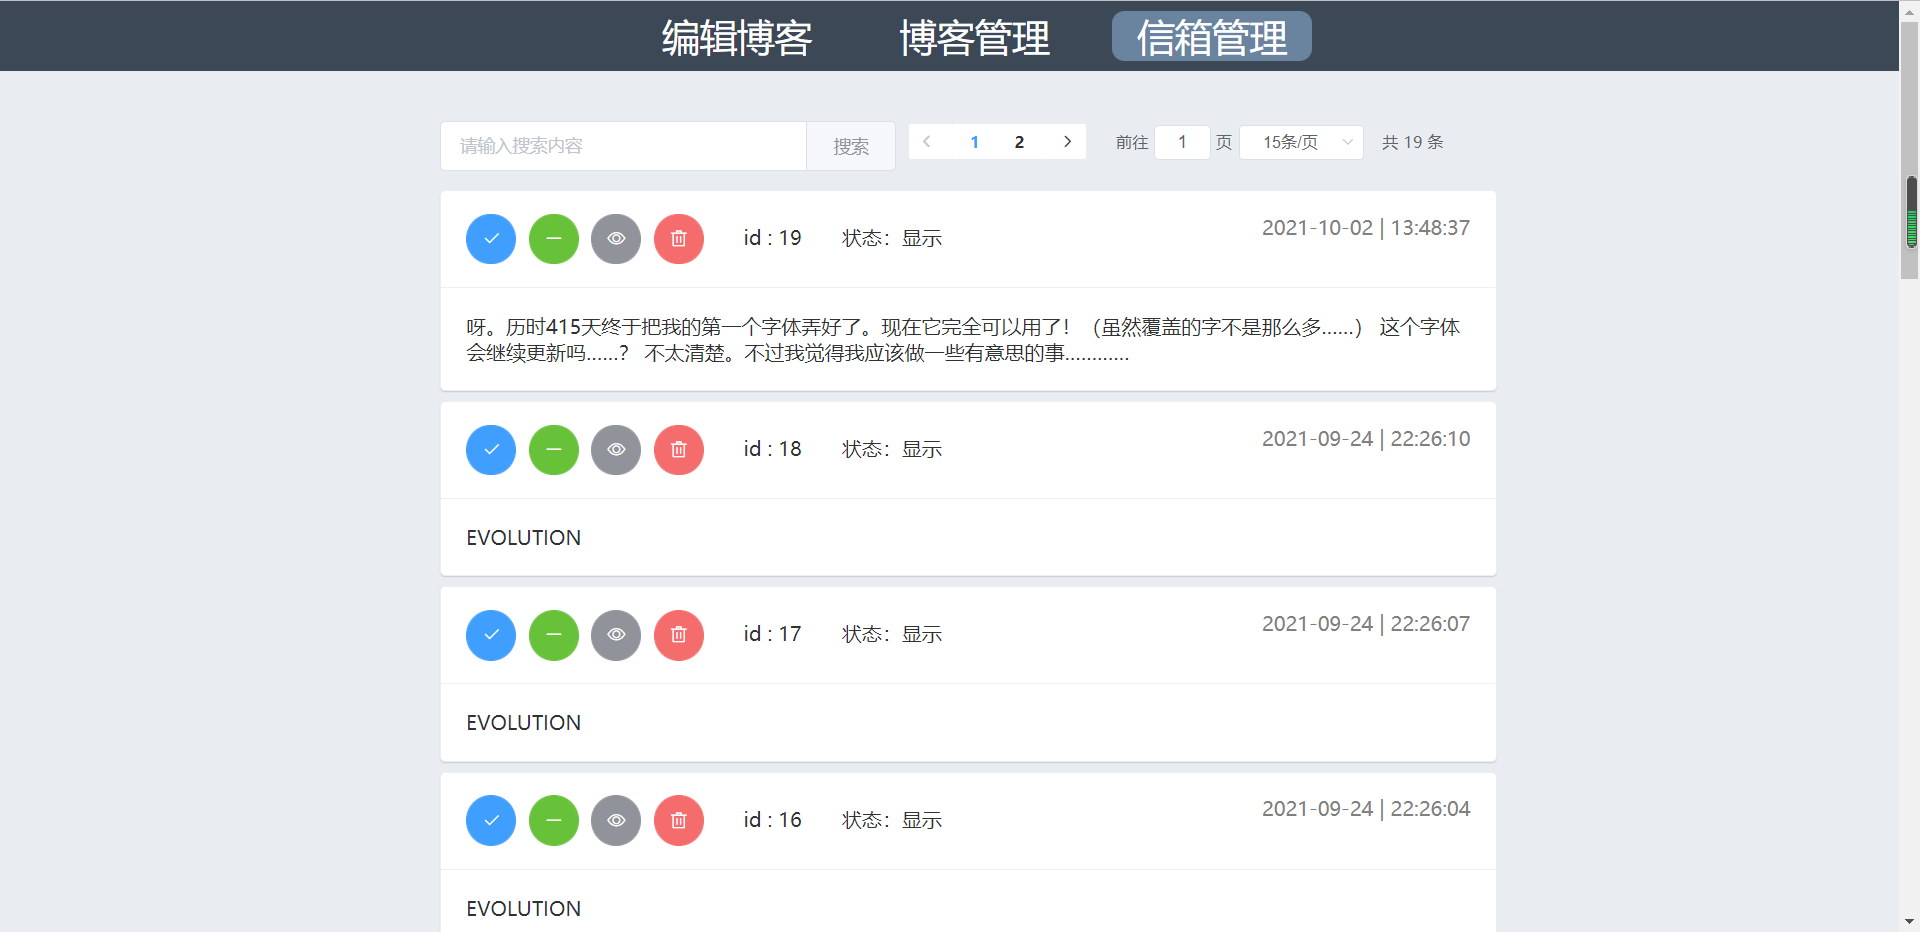 编辑博客 博客管理 信箱管理
请输入搜索内容 搜索 1 2 前往 1 页 15条/页 共 19 条
id : 19 状态：显示 2021-10-02 | 13:48:37
呀。历时415天终于把我的第一个字体弄好了。现在它完全可以用了！（虽然覆盖的字不是那么多......） 这个字体
会继续更新吗......？ 不太清楚。不过我觉得我应该做一些有意思的事............
id : 18 状态：显示 2021-09-24 | 22:26:10
EVOLUTION
id : 17 状态：显示 2021-09-24 | 22:26:07
EVOLUTION
id : 16 状态：显示 2021-09-24 | 22:26:04
EVOLUTION